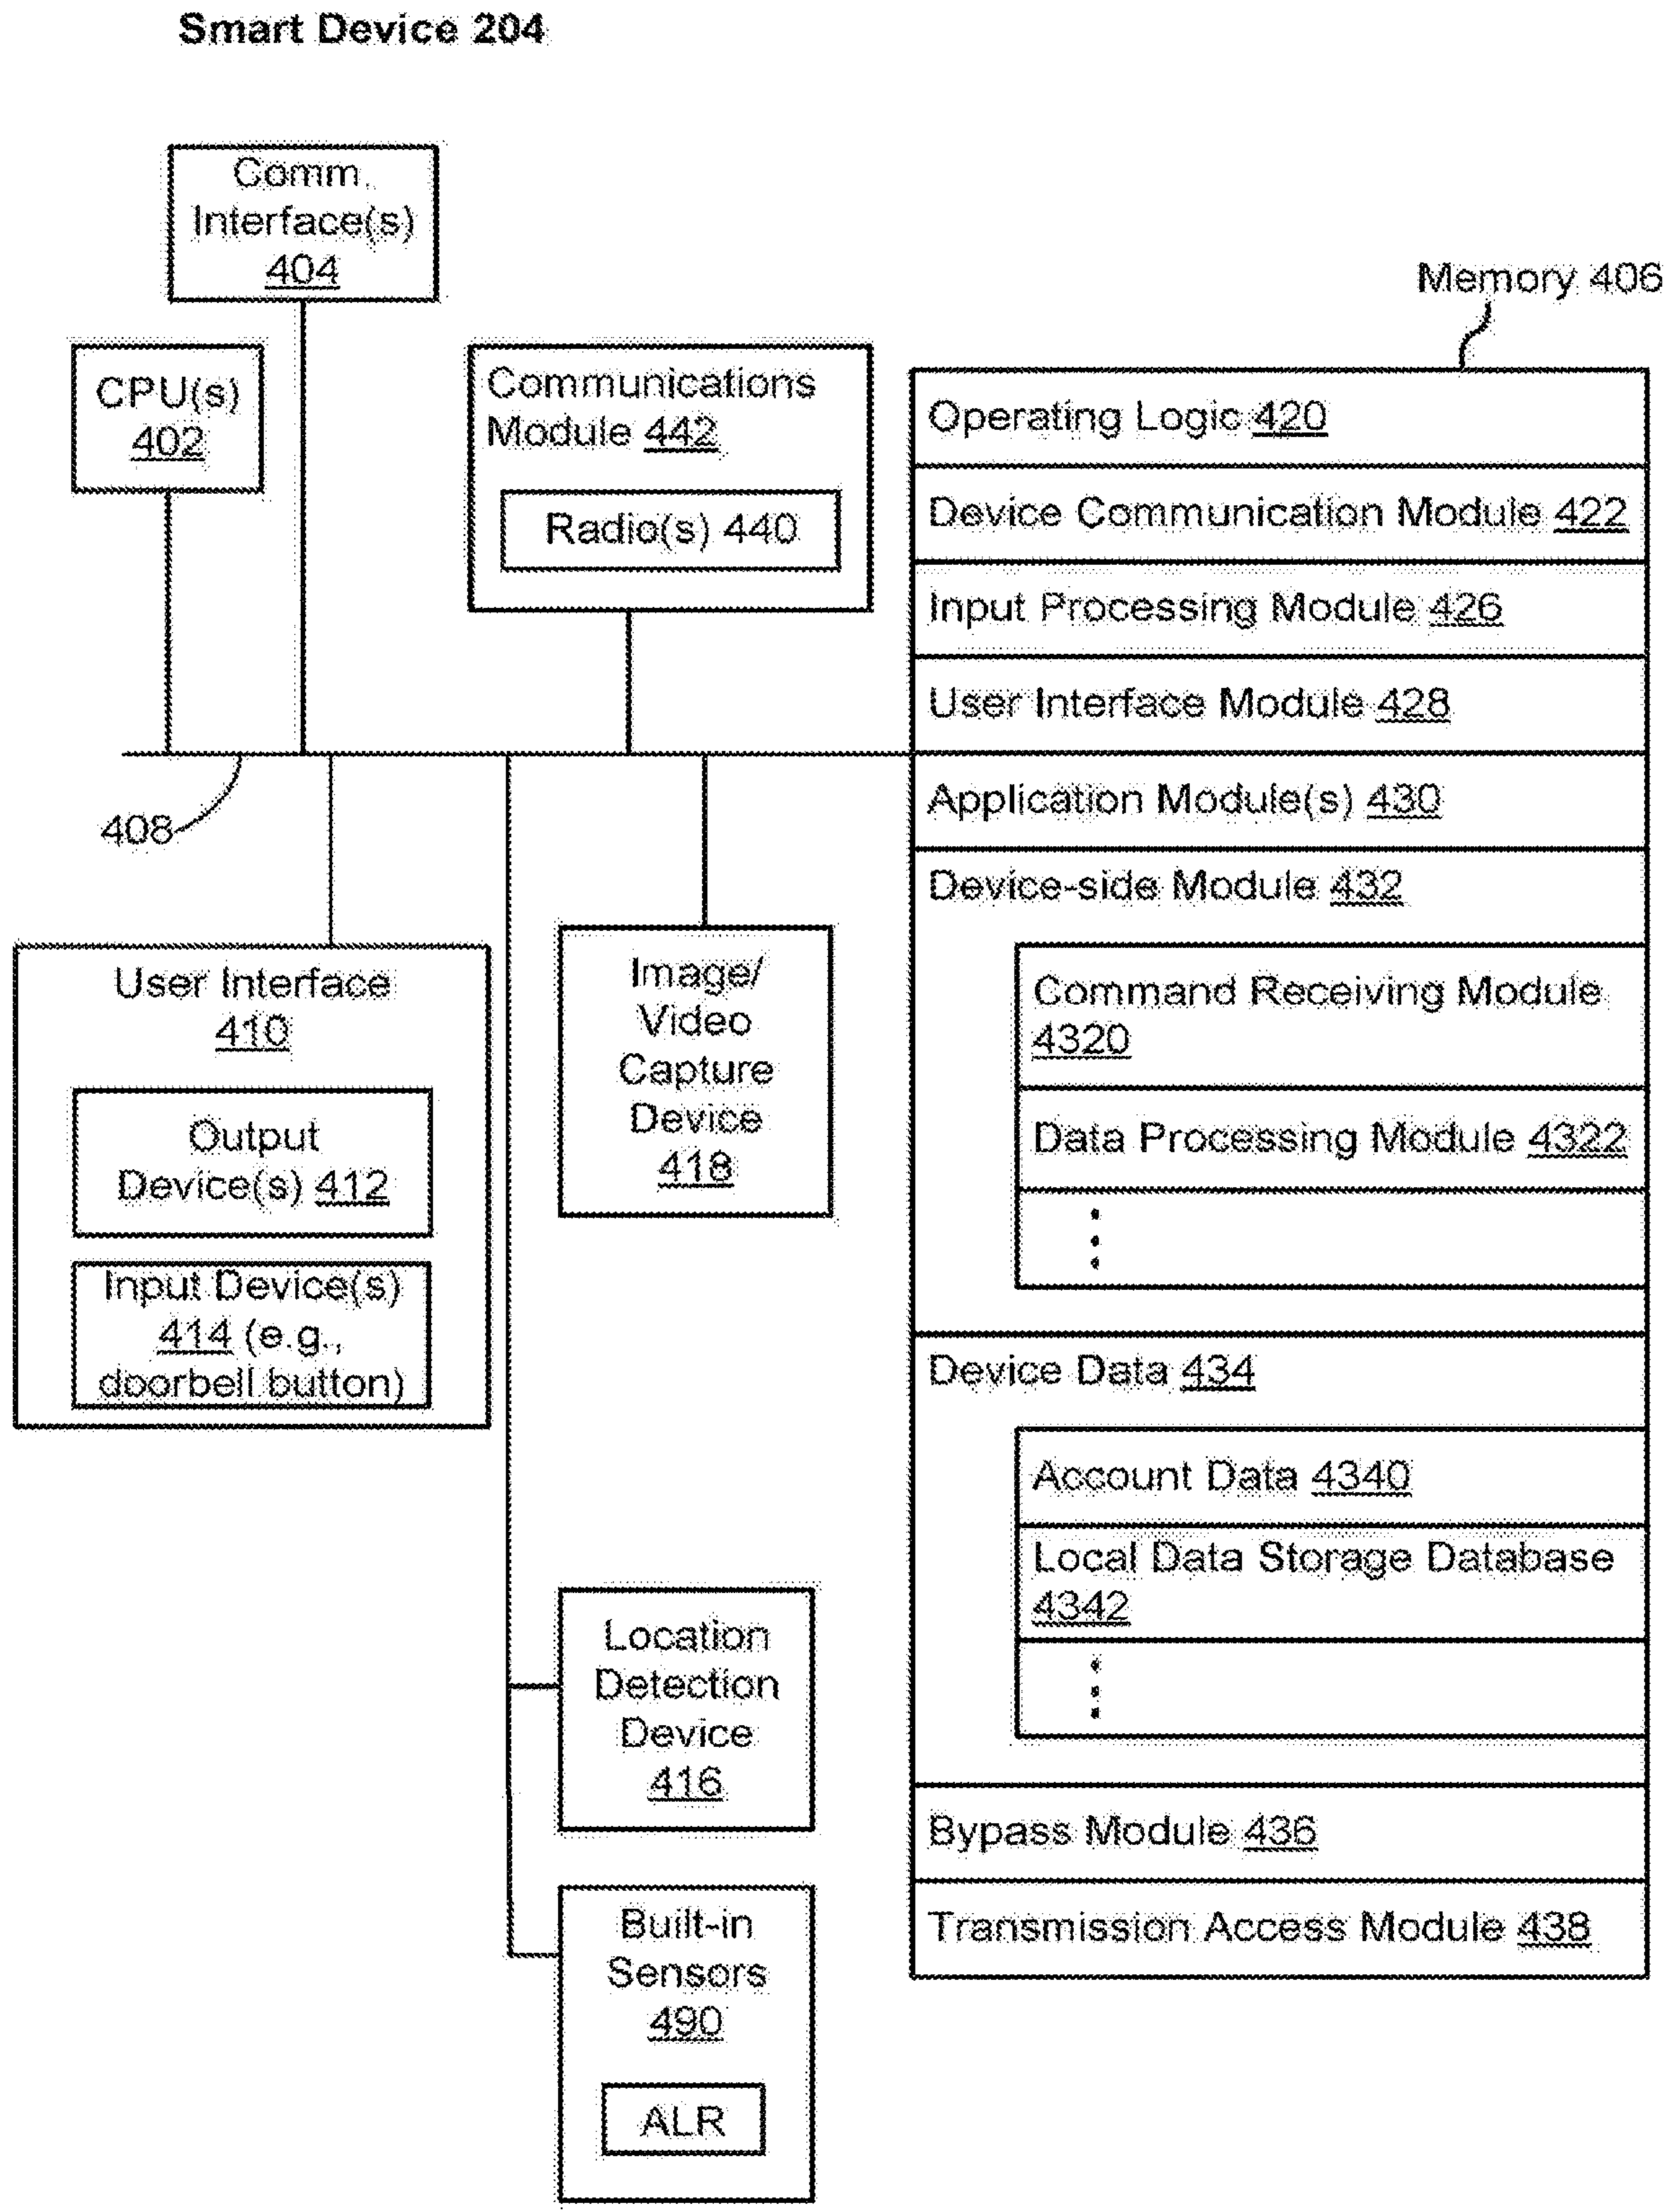 Smart Device 204
Comm.
Interface(s)
404
Memory 406
CPU(s)
402
Communications
Module 442
Radio(s) 440
Operating Logic 420
Device Communication Module 422
Input Processing Module 426
User Interface Module 428
Application Module(s) 430
408
Device-side Module 432
Command Receiving Module
4320
Data Processing Module 4322
User Interface
410
Output
Device(s) 412
Input Device(s)
414 (e.g.,
doorbell button)
Image/
Video
Capture
Device
418
Device Data 434
Account Data 4340
Local Data Storage Database
4342
Location
Detection
Device
416
Bypass Module 436
Transmission Access Module 438
Built-in
Sensors
490
ALR